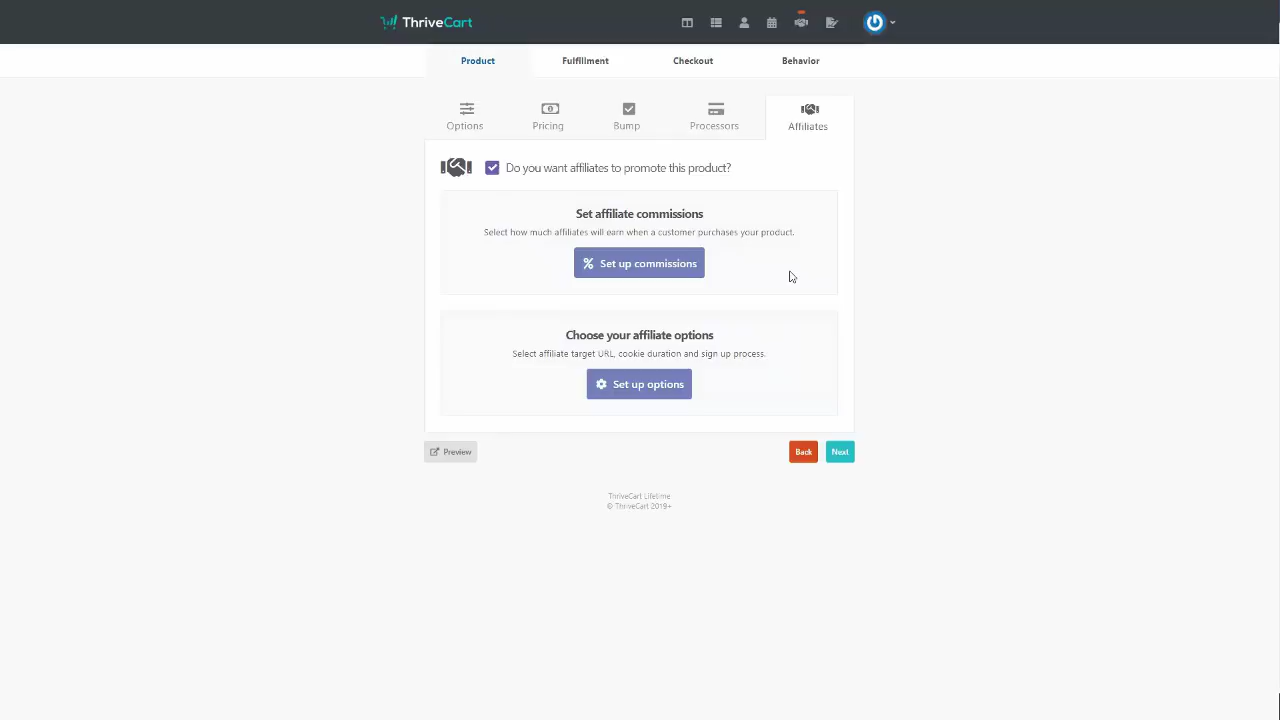 ThriveCart
Product
Fulfillment
Checkout
Behavior
Options
Pricing
Bump
Processors
Affiliates
Do you want affiliates to promote this product?
Set affiliate commissions
Select how much affiliates will earn when a customer purchases your product.
% Set up commissions
Choose your affiliate options
Select affiliate target URL, cookie duration and sign up process.
Set up options
Preview
Back
Next
ThriveCart Lifetime
© ThriveCart 2019+